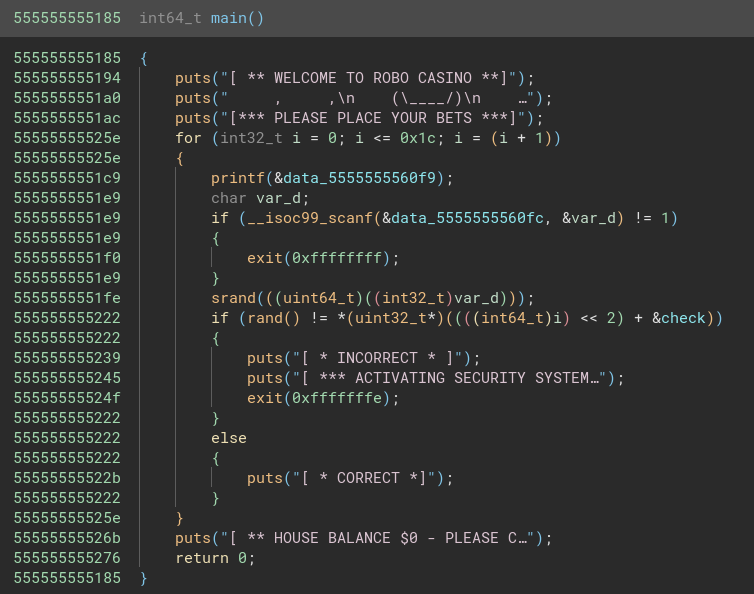 555555555185 int64_t main()
555555555185 {
555555555194 puts("[ ** WELCOME TO ROBO CASINO **]");
5555555551a0 puts("     ,     ,\n    (\____/)\n    …");
5555555551ac puts("[*** PLEASE PLACE YOUR BETS ***]");
55555555525e for (int32_t i = 0; i <= 0x1c; i = (i + 1))
55555555525e {
5555555551c9 printf(&data_5555555560f9);
5555555551e9 char var_d;
5555555551e9 if (__isoc99_scanf(&data_5555555560fc, &var_d) != 1)
5555555551e9 {
5555555551f0 exit(0xffffffff);
5555555551e9 }
5555555551fe srand(((uint64_t)((int32_t)var_d)));
555555555222 if (rand() != *(uint32_t*)((((int64_t)i) << 2) + &check))
555555555222 {
555555555239 puts("[ * INCORRECT * ]");
555555555245 puts("[ *** ACTIVATING SECURITY SYSTEM…");
55555555524f exit(0xfffffffe);
555555555222 }
555555555222 else
555555555222 {
55555555522b puts("[ * CORRECT *]");
555555555222 }
55555555525e }
55555555526b puts("[ ** HOUSE BALANCE $0 - PLEASE C…");
555555555276 return 0;
555555555185 }